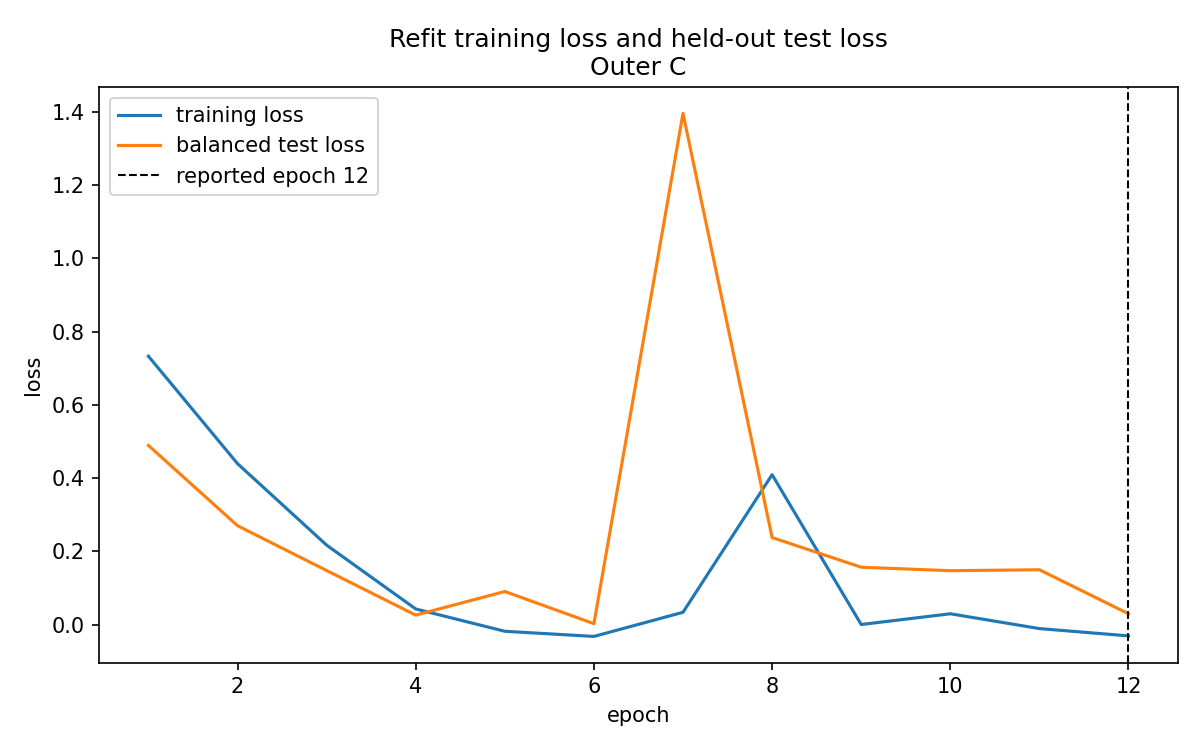 Refit training loss and held-out test loss
Outer C
training loss
balanced test loss
reported epoch 12
1.4
1.2
1.0
0.8
0.6
0.4
0.2
0.0
loss
2 4 6 8 10 12
epoch